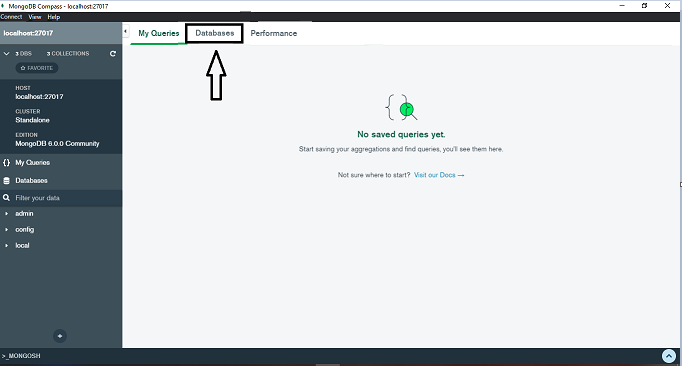 MongoDB Compass - localhost:27017
Connect View Help
localhost:27017
My Queries Databases Performance
3 DBS 3 COLLECTIONS
FAVORITE
HOST
localhost:27017
CLUSTER
Standalone
EDITION
MongoDB 6.0.0 Community
{} My Queries
Databases
Filter your data
admin
config
local
No saved queries yet.
Start saving your aggregations and find queries, you'll see them here.
Not sure where to start? Visit our Docs →
>_MONGOSH